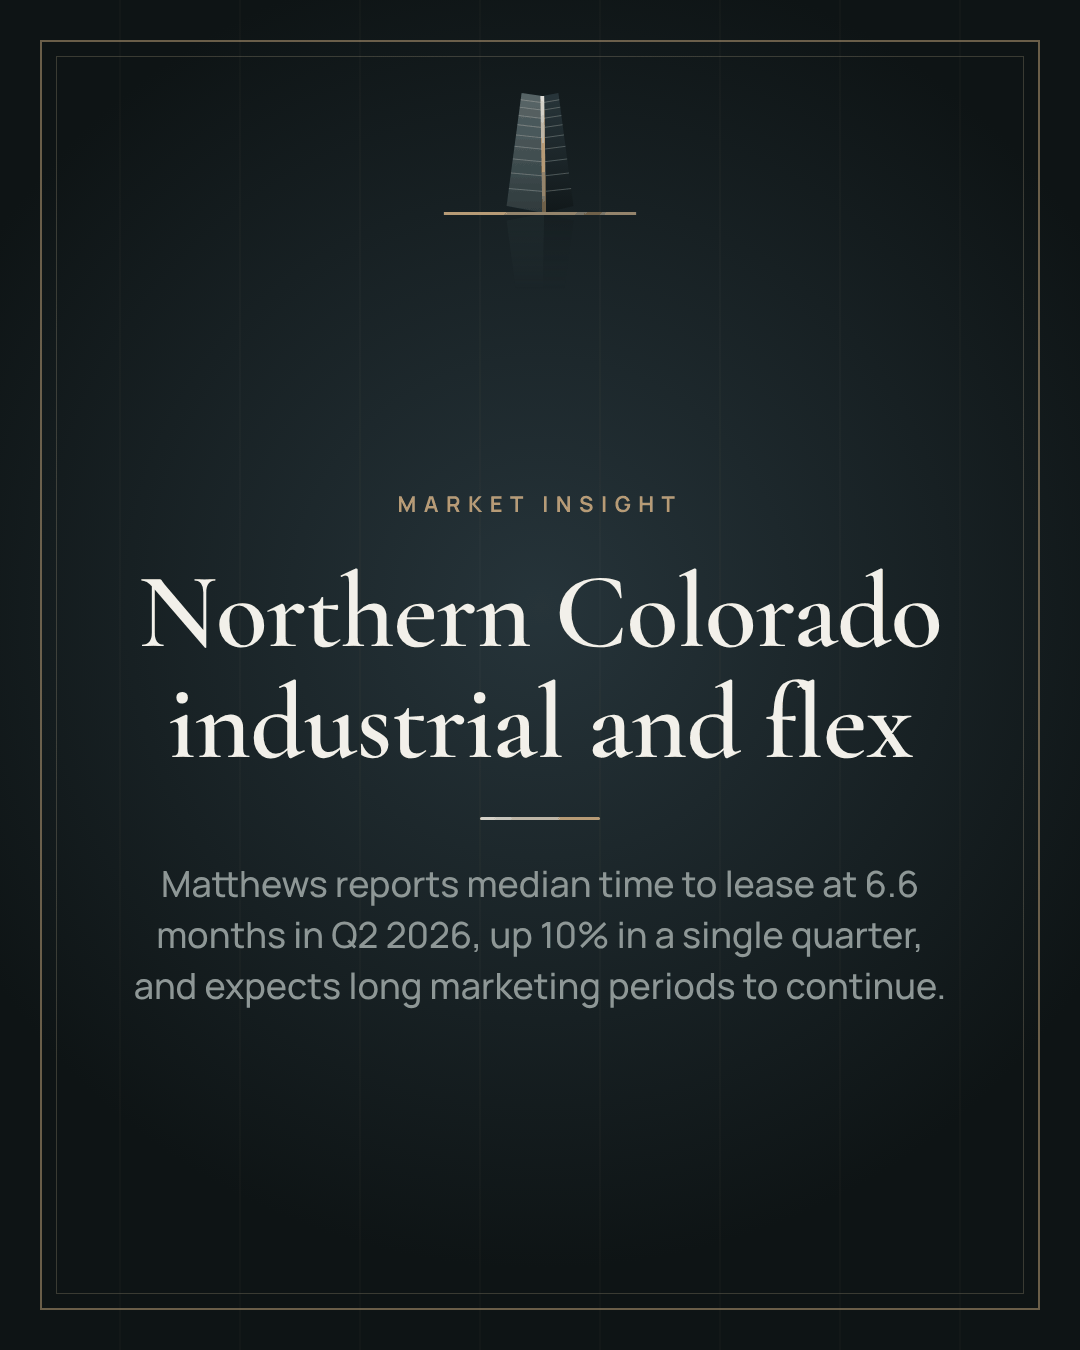 MARKET INSIGHT
Northern Colorado
industrial and flex
Matthews reports median time to lease at 6.6
months in Q2 2026, up 10% in a single quarter,
and expects long marketing periods to continue.